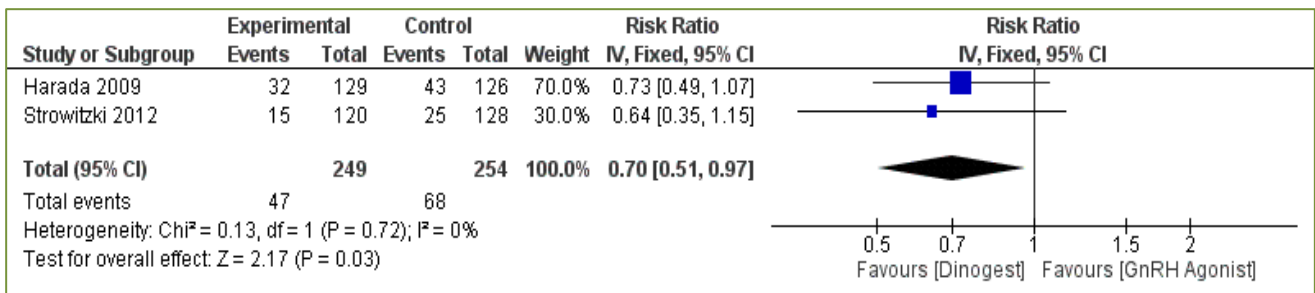 Experimental Control Risk Ratio Risk Ratio
Study or Subgroup Events Total Events Total Weight IV, Fixed, 95% CI IV, Fixed, 95% CI
Harada 2009 32 129 43 126 70.0% 0.73 [0.49, 1.07]
Strowitzki 2012 15 120 25 128 30.0% 0.64 [0.35, 1.15]
Total (95% CI) 249 254 100.0% 0.70 [0.51, 0.97]
Total events 47 68
Heterogeneity: Chi² = 0.13, df = 1 (P = 0.72); I² = 0%
Test for overall effect: Z = 2.17 (P = 0.03)
0.5 0.7 1 1.5 2
Favours [Dinogest] Favours [GnRH Agonist]